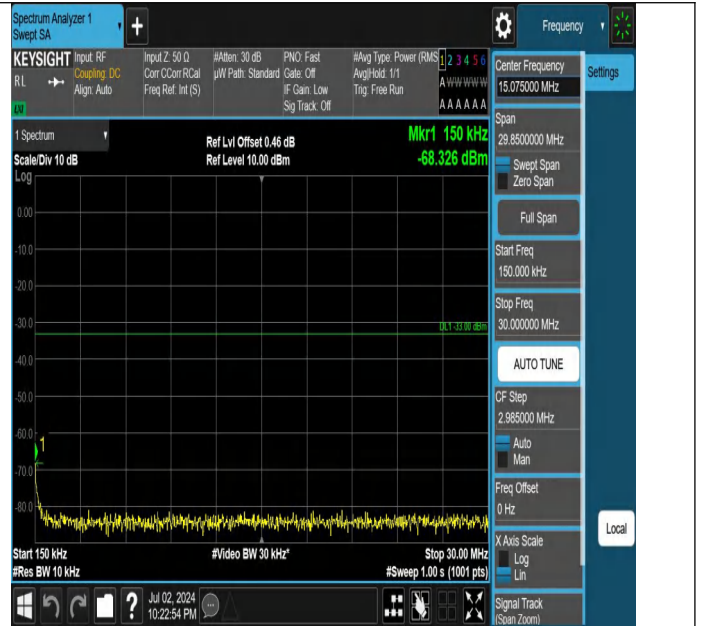 Spectrum Analyzer 1
Swept SA
+
Frequency
KEYSIGHT
Input: RF
Coupling: DC
Align: Auto
Input Z: 50 Ω
Corr CCorr RCal
Freq Ref: Int (S)
#Atten: 30 dB
µW Path: Standard
PNO: Fast
Gate: Off
IF Gain: Low
Sig Track: Off
#Avg Type: Power (RMS
Avg|Hold: 1/1
Trig: Free Run
1 2 3 4 5 6
A W W W W W
A A A A A A
R L
LXI
1 Spectrum
Scale/Div 10 dB
Log
Ref Lvl Offset 0.46 dB
Ref Level 10.00 dBm
Mkr1 150 kHz
-68.326 dBm
0.00
-10.0
-20.0
-30.0
DL1 -33.00 dBm
-40.0
-50.0
-60.0
1
-70.0
-80.0
Start 150 kHz
#Video BW 30 kHz*
Stop 30.00 MHz
#Res BW 10 kHz
#Sweep 1.00 s (1001 pts)
Jul 02, 2024
10:22:54 PM
?
Center Frequency
15.075000 MHz
Settings
Span
29.8500000 MHz
Swept Span
Zero Span
Full Span
Start Freq
150.000 kHz
Stop Freq
30.000000 MHz
AUTO TUNE
CF Step
2.985000 MHz
Auto
Man
Freq Offset
0 Hz
X Axis Scale
Log
Lin
Local
Signal Track
(Span Zoom)